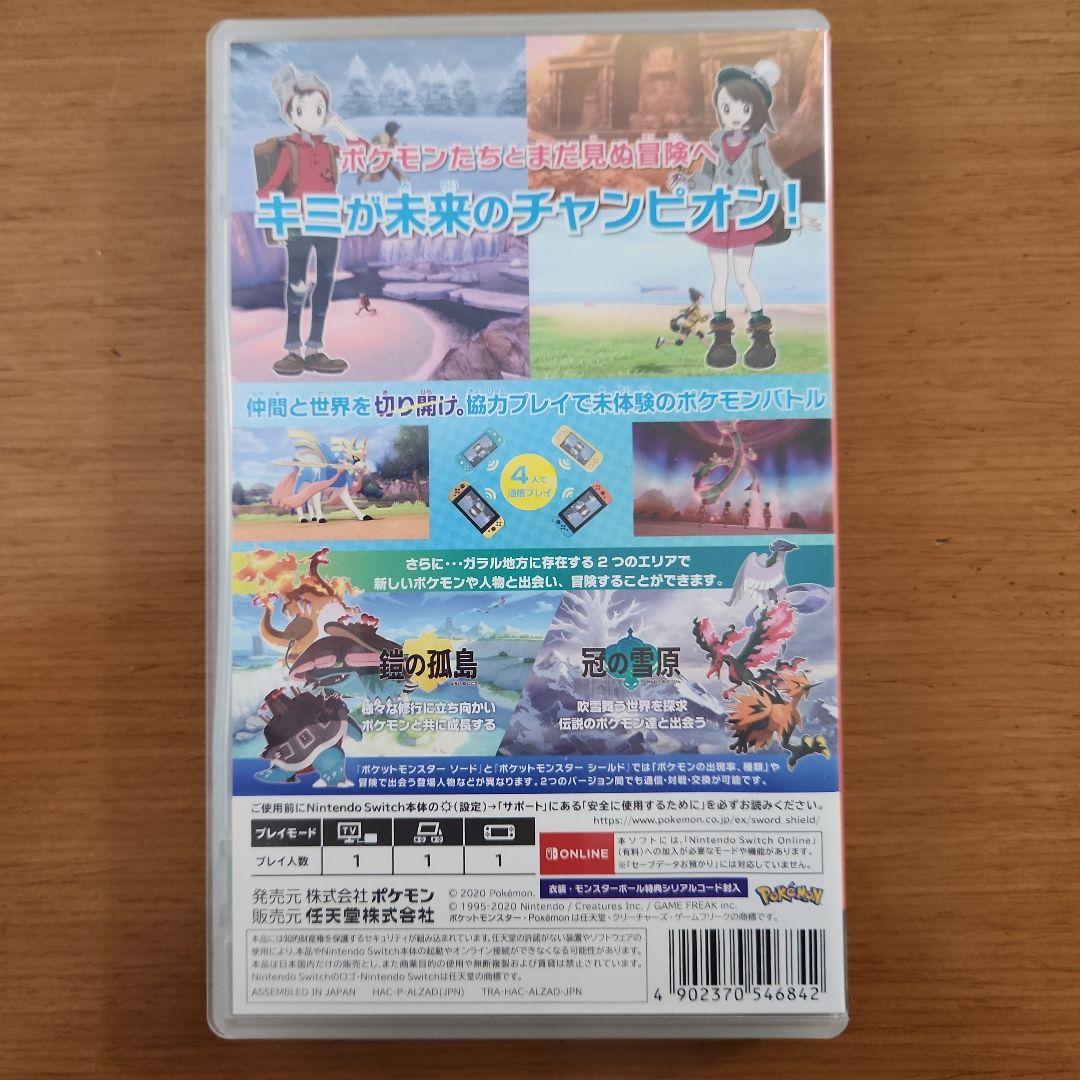 ポケモンたちとまだ見ぬ冒険へ
キミが未来のチャンピオン!
仲間と世界を切り開け。協力プレイで未体験のポケモンバトル
4人で
通信プレイ
さらに・・・ガラル地方に存在する2つのエリアで
新しいポケモンや人物と出会い、冒険することができます。
鎧の孤島
様々な修行に立ち向かい
ポケモンと共に成長する
冠の雪原
吹雪舞う世界を探求
伝説のポケモン達と出会う
『ポケットモンスター ソード』と『ポケットモンスター シールド』では「ポケモンの出現率、種類」や
冒険で出会う登場人物などが異なります。2つのバージョン間でも通信・対戦・交換が可能です。
ご使用前にNintendo Switch本体の(設定)→「サポート」にある「安全に使用するために」を必ずお読みください。
https://www.pokemon.co.jp/ex/sword_shield/
プレイモード TV
プレイ人数 1 1 1
ONLINE
本ソフトには、「Nintendo Switch Online」
(有料)への加入が必要なモードや機能があります。
※「セーブデータお預かり」には対応していません。
発売元 株式会社ポケモン
販売元 任天堂株式会社
衣装・モンスターボール特典シリアルコード封入
POKéMON
© 2020 Pokémon.
© 1995-2020 Nintendo / Creatures Inc. / GAME FREAK inc.
ポケットモンスター・Pokémonは任天堂・クリーチャーズ・ゲームフリークの商標です。
本品には知的財産権を保護するセキュリティが組み込まれています。任天堂の許諾がない装置やソフトウェアの
使用により、本品やNintendo Switch本体の起動やオンライン接続ができなくなる可能性があります。
本品は日本国内だけの販売とし、また商業目的の使用や無断複製および賃貸は禁止されています。
Nintendo Switchのロゴ・Nintendo Switchは任天堂の商標です。
ASSEMBLED IN JAPAN HAC-P-ALZAD(JPN) TRA-HAC-ALZAD-JPN
4 902370 546842